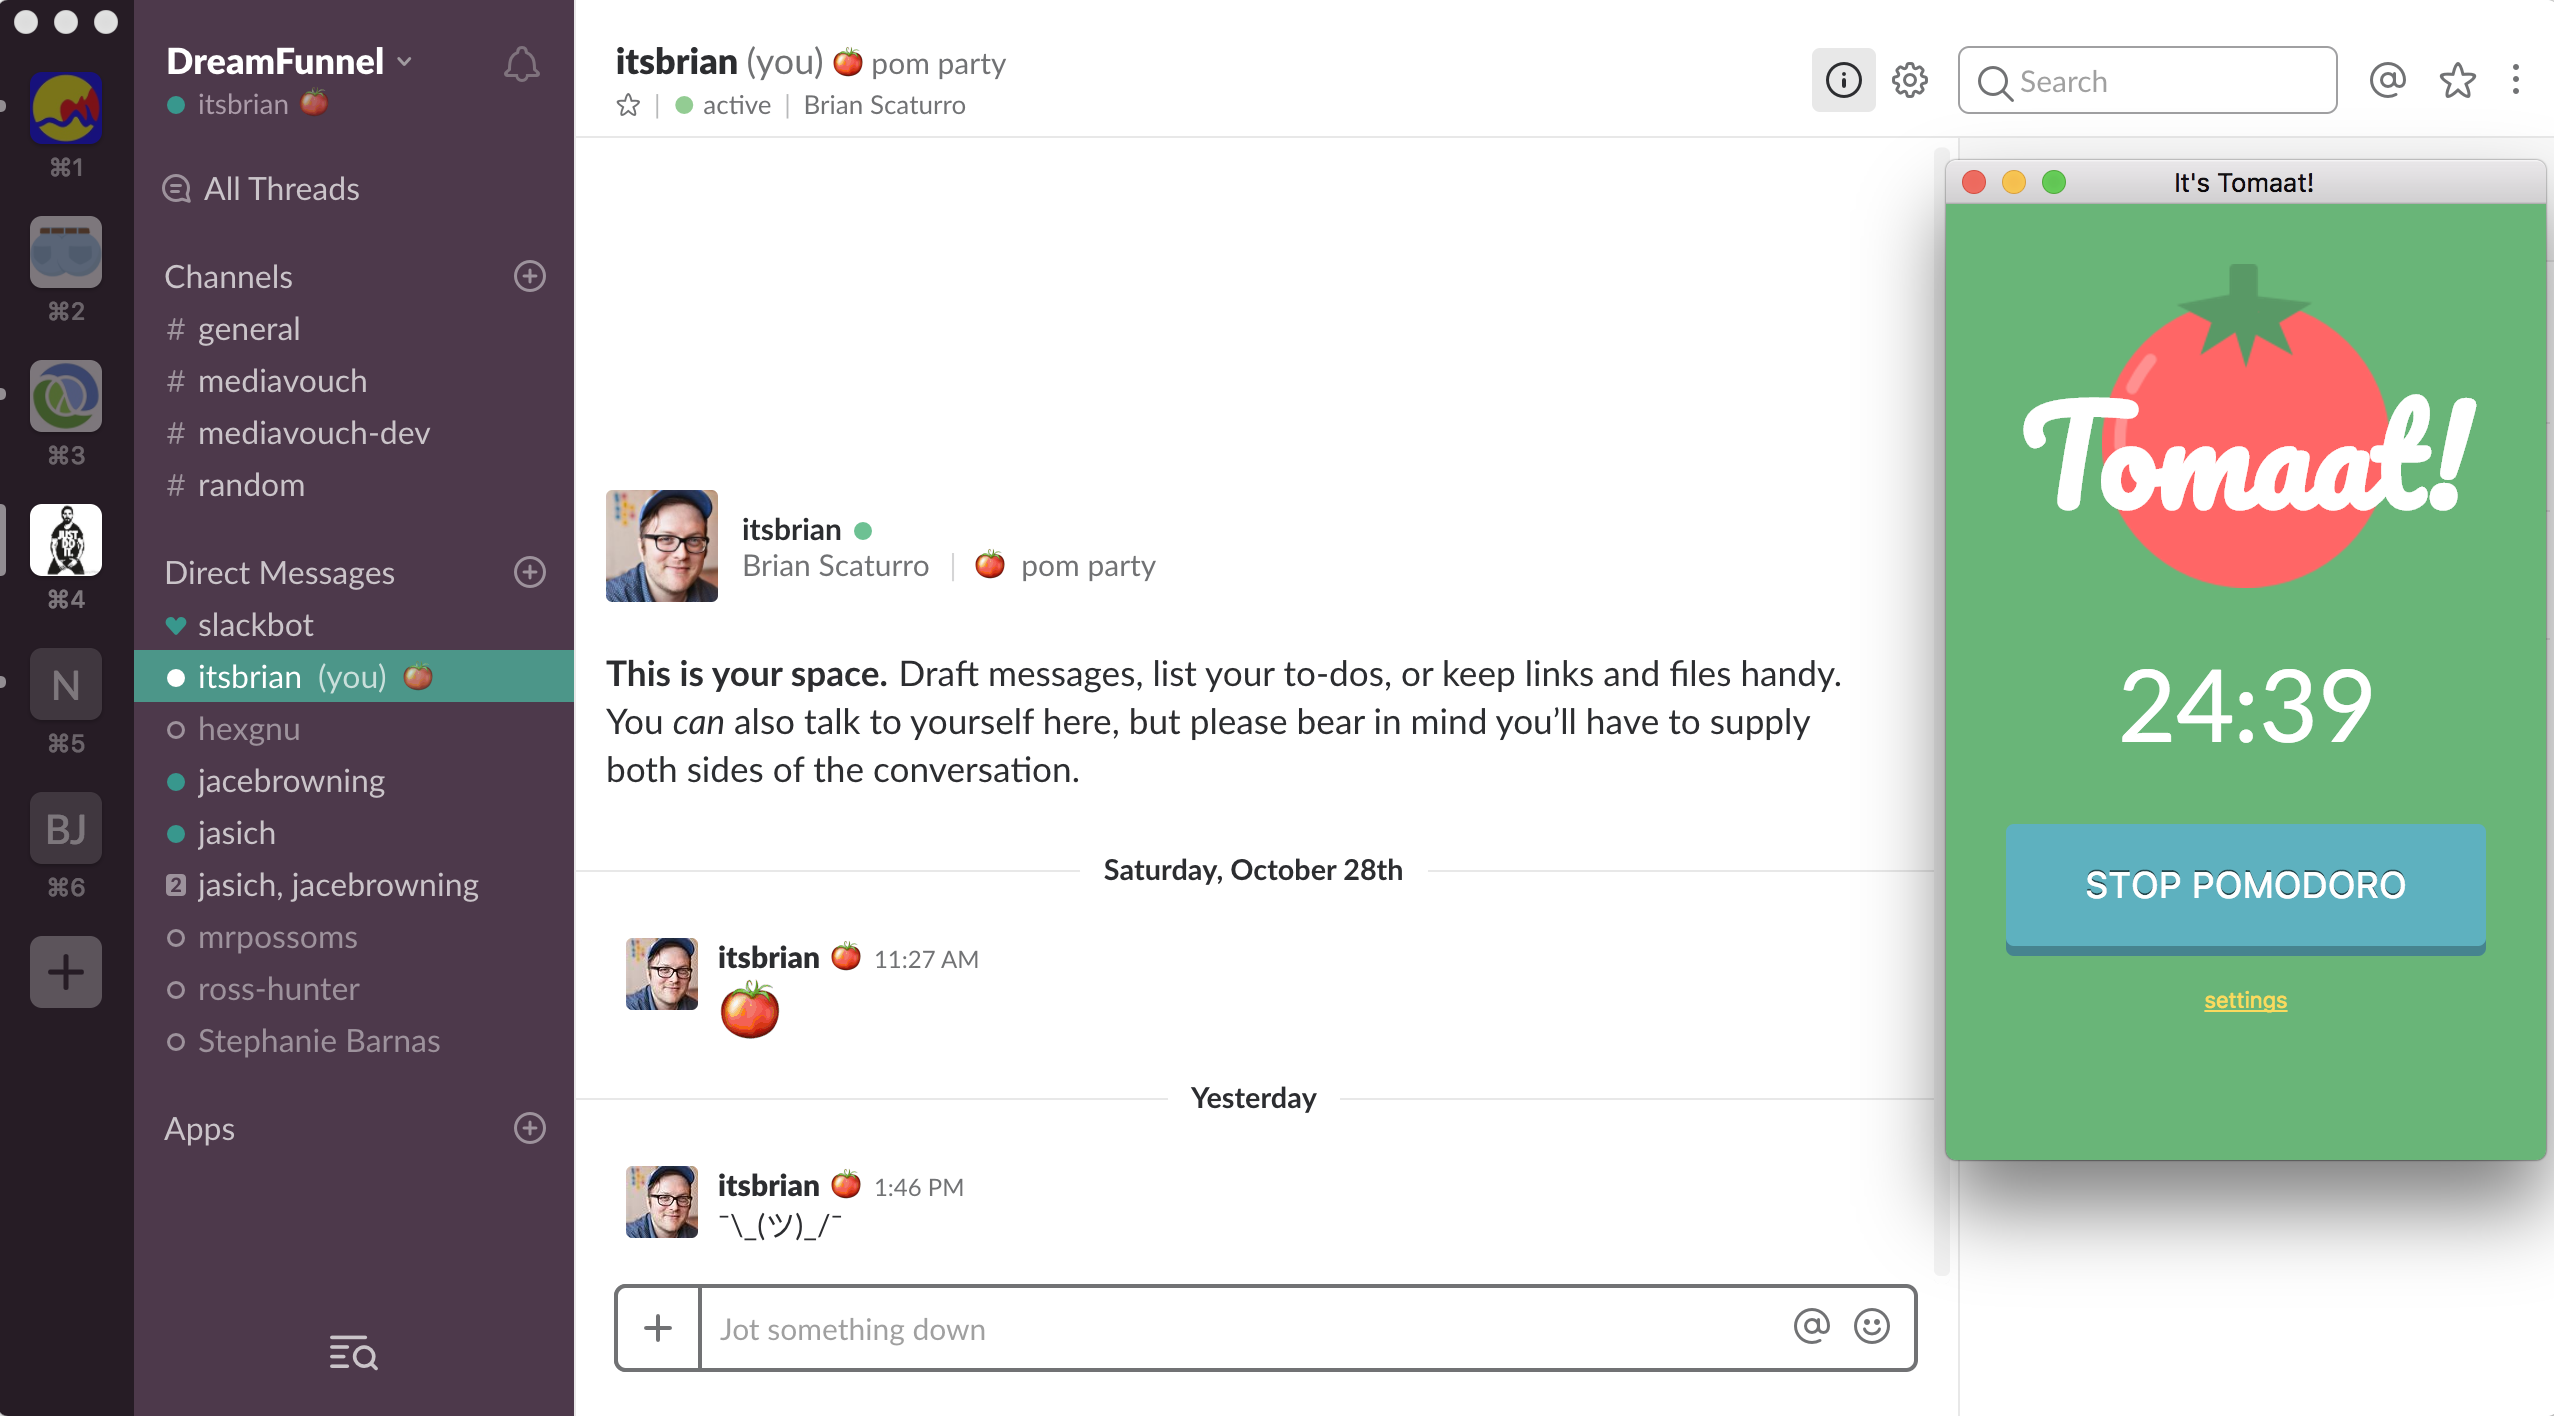 ⌘1
⌘2
⌘3
JUST DO IT.
⌘4
N
⌘5
BJ
⌘6
DreamFunnel
itsbrian 🍅
All Threads
Channels
# general
# mediavouch
# mediavouch-dev
# random
Direct Messages
slackbot
itsbrian (you) 🍅
hexgnu
jacebrowning
jasich
2 jasich, jacebrowning
mrpossoms
ross-hunter
Stephanie Barnas
Apps
itsbrian (you) 🍅 pom party
active | Brian Scaturro
Search
itsbrian
Brian Scaturro | 🍅 pom party
This is your space. Draft messages, list your to-dos, or keep links and files handy.
You can also talk to yourself here, but please bear in mind you’ll have to supply
both sides of the conversation.
Saturday, October 28th
itsbrian 🍅 11:27 AM
🍅
Yesterday
itsbrian 🍅 1:46 PM
¯\_(ツ)_/¯
Jot something down
It's Tomaat!
Tomaat!
24:39
STOP POMODORO
settings